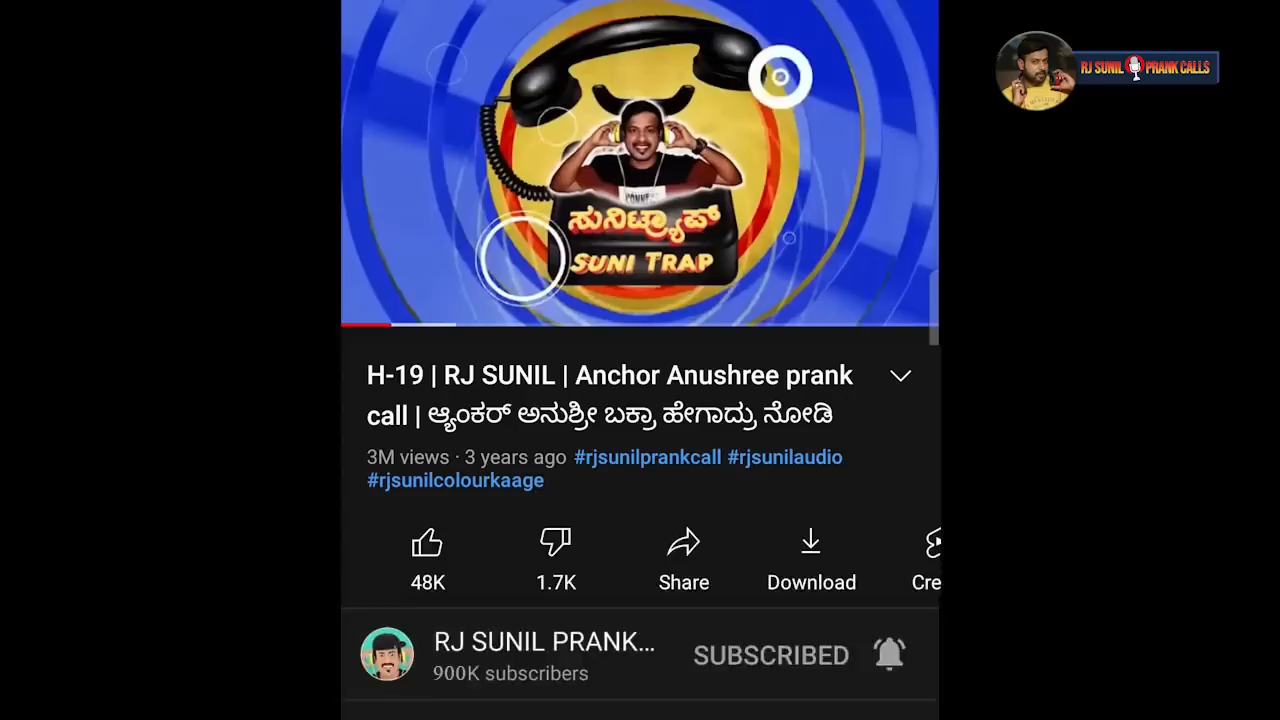 RJ SUNIL PRANK CALLS
ಸುನಿಟ್ರ್ಯಾಪ್
SUNI TRAP
H-19 | RJ SUNIL | Anchor Anushree prank
call | ಆ್ಯಂಕರ್ ಅನುಶ್ರೀ ಬಕ್ರಾ ಹೇಗಾದ್ರು ನೋಡಿ
3M views · 3 years ago #rjsunilprankcall #rjsunilaudio
#rjsunilcolourkaage
48K 1.7K Share Download Cre
RJ SUNIL PRANK... SUBSCRIBED
900K subscribers